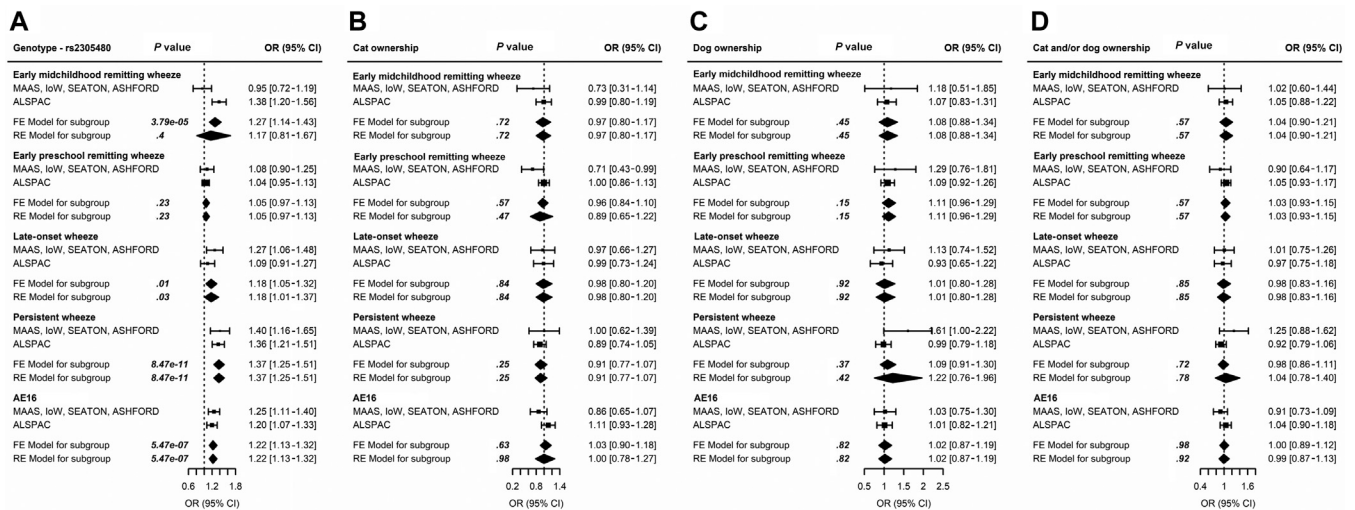 A
Genotype - rs2305480 P value OR (95% CI)
Early midchildhood remitting wheeze
MAAS, IoW, SEATON, ASHFORD 0.95 [0.72-1.19]
ALSPAC 1.38 [1.20-1.56]
FE Model for subgroup 3.79e-05 1.27 [1.14-1.43]
RE Model for subgroup .4 1.17 [0.81-1.67]
Early preschool remitting wheeze
MAAS, IoW, SEATON, ASHFORD 1.08 [0.90-1.25]
ALSPAC 1.04 [0.95-1.13]
FE Model for subgroup .23 1.05 [0.97-1.13]
RE Model for subgroup .23 1.05 [0.97-1.13]
Late-onset wheeze
MAAS, IoW, SEATON, ASHFORD 1.27 [1.06-1.48]
ALSPAC 1.09 [0.91-1.27]
FE Model for subgroup .01 1.18 [1.05-1.32]
RE Model for subgroup .03 1.18 [1.01-1.37]
Persistent wheeze
MAAS, IoW, SEATON, ASHFORD 1.40 [1.16-1.65]
ALSPAC 1.36 [1.21-1.51]
FE Model for subgroup 8.47e-11 1.37 [1.25-1.51]
RE Model for subgroup 8.47e-11 1.37 [1.25-1.51]
AE16
MAAS, IoW, SEATON, ASHFORD 1.25 [1.11-1.40]
ALSPAC 1.20 [1.07-1.33]
FE Model for subgroup 5.47e-07 1.22 [1.13-1.32]
RE Model for subgroup 5.47e-07 1.22 [1.13-1.32]
0.6 1.2 1.8
OR (95% CI)
B
Cat ownership P value OR (95% CI)
Early midchildhood remitting wheeze
MAAS, IoW, SEATON, ASHFORD 0.73 [0.31-1.14]
ALSPAC 0.99 [0.80-1.19]
FE Model for subgroup .72 0.97 [0.80-1.17]
RE Model for subgroup .72 0.97 [0.80-1.17]
Early preschool remitting wheeze
MAAS, IoW, SEATON, ASHFORD 0.71 [0.43-0.99]
ALSPAC 1.00 [0.86-1.13]
FE Model for subgroup .57 0.96 [0.84-1.10]
RE Model for subgroup .47 0.89 [0.65-1.22]
Late-onset wheeze
MAAS, IoW, SEATON, ASHFORD 0.97 [0.66-1.27]
ALSPAC 0.99 [0.73-1.24]
FE Model for subgroup .84 0.98 [0.80-1.20]
RE Model for subgroup .84 0.98 [0.80-1.20]
Persistent wheeze
MAAS, IoW, SEATON, ASHFORD 1.00 [0.62-1.39]
ALSPAC 0.89 [0.74-1.05]
FE Model for subgroup .25 0.91 [0.77-1.07]
RE Model for subgroup .25 0.91 [0.77-1.07]
AE16
MAAS, IoW, SEATON, ASHFORD 0.86 [0.65-1.07]
ALSPAC 1.11 [0.93-1.28]
FE Model for subgroup .63 1.03 [0.90-1.18]
RE Model for subgroup .98 1.00 [0.78-1.27]
0.2 0.8 1.4
OR (95% CI)
C
Dog ownership P value OR (95% CI)
Early midchildhood remitting wheeze
MAAS, IoW, SEATON, ASHFORD 1.18 [0.51-1.85]
ALSPAC 1.07 [0.83-1.31]
FE Model for subgroup .45 1.08 [0.88-1.34]
RE Model for subgroup .45 1.08 [0.88-1.34]
Early preschool remitting wheeze
MAAS, IoW, SEATON, ASHFORD 1.29 [0.76-1.81]
ALSPAC 1.09 [0.92-1.26]
FE Model for subgroup .15 1.11 [0.96-1.29]
RE Model for subgroup .15 1.11 [0.96-1.29]
Late-onset wheeze
MAAS, IoW, SEATON, ASHFORD 1.13 [0.74-1.52]
ALSPAC 0.93 [0.65-1.22]
FE Model for subgroup .92 1.01 [0.80-1.28]
RE Model for subgroup .92 1.01 [0.80-1.28]
Persistent wheeze
MAAS, IoW, SEATON, ASHFORD 1.61 [1.00-2.22]
ALSPAC 0.99 [0.79-1.18]
FE Model for subgroup .37 1.09 [0.91-1.30]
RE Model for subgroup .42 1.22 [0.76-1.96]
AE16
MAAS, IoW, SEATON, ASHFORD 1.03 [0.75-1.30]
ALSPAC 1.01 [0.82-1.21]
FE Model for subgroup .82 1.02 [0.87-1.19]
RE Model for subgroup .82 1.02 [0.87-1.19]
0.5 1 1.5 2 2.5
OR (95% CI)
D
Cat and/or dog ownership P value OR (95% CI)
Early midchildhood remitting wheeze
MAAS, IoW, SEATON, ASHFORD 1.02 [0.60-1.44]
ALSPAC 1.05 [0.88-1.22]
FE Model for subgroup .57 1.04 [0.90-1.21]
RE Model for subgroup .57 1.04 [0.90-1.21]
Early preschool remitting wheeze
MAAS, IoW, SEATON, ASHFORD 0.90 [0.64-1.17]
ALSPAC 1.05 [0.93-1.17]
FE Model for subgroup .57 1.03 [0.93-1.15]
RE Model for subgroup .57 1.03 [0.93-1.15]
Late-onset wheeze
MAAS, IoW, SEATON, ASHFORD 1.01 [0.75-1.26]
ALSPAC 0.97 [0.75-1.18]
FE Model for subgroup .85 0.98 [0.83-1.16]
RE Model for subgroup .85 0.98 [0.83-1.16]
Persistent wheeze
MAAS, IoW, SEATON, ASHFORD 1.25 [0.88-1.62]
ALSPAC 0.92 [0.79-1.06]
FE Model for subgroup .72 0.98 [0.86-1.11]
RE Model for subgroup .78 1.04 [0.78-1.40]
AE16
MAAS, IoW, SEATON, ASHFORD 0.91 [0.73-1.09]
ALSPAC 1.04 [0.90-1.18]
FE Model for subgroup .98 1.00 [0.89-1.12]
RE Model for subgroup .92 0.99 [0.87-1.13]
0.4 1 1.6
OR (95% CI)